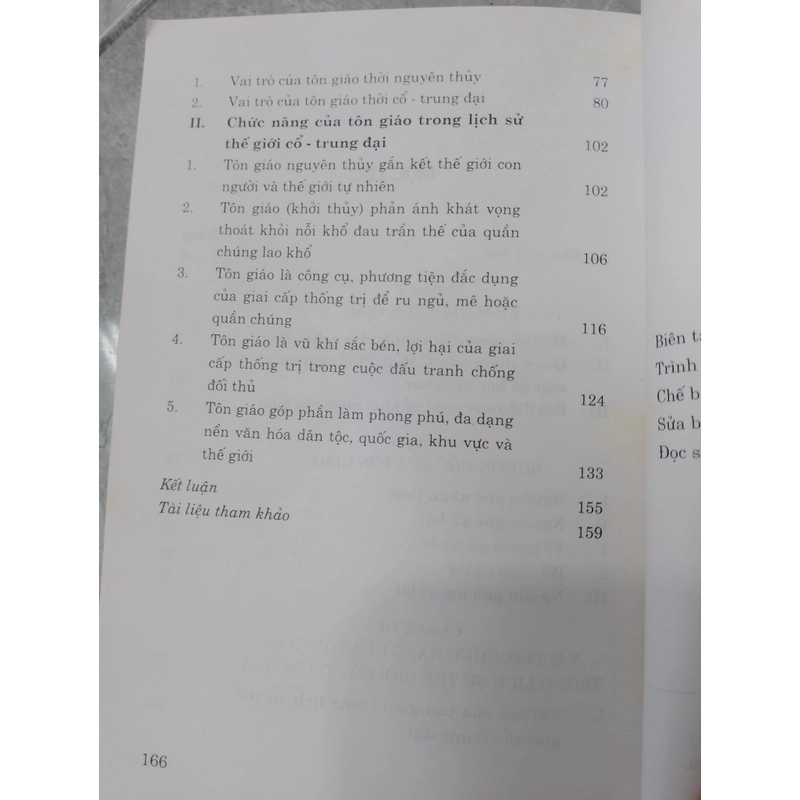 1. Vai trò của tôn giáo thời nguyên thủy 77
2. Vai trò của tôn giáo thời cổ - trung đại 80
II. Chức năng của tôn giáo trong lịch sử
thế giới cổ - trung đại 102
1. Tôn giáo nguyên thủy gắn kết thế giới con
người và thế giới tự nhiên 102
2. Tôn giáo (khởi thủy) phản ánh khát vọng
thoát khỏi nỗi khổ đau trần thế của quần
chúng lao khổ 106
3. Tôn giáo là công cụ, phương tiện đắc dụng
của giai cấp thống trị để ru ngủ, mê hoặc
quần chúng 116
4. Tôn giáo là vũ khí sắc bén, lợi hại của giai
cấp thống trị trong cuộc đấu tranh chống
đối thủ 124
5. Tôn giáo góp phần làm phong phú, đa dạng
nền văn hóa dân tộc, quốc gia, khu vực và
thế giới 133
Kết luận 155
Tài liệu tham khảo 159
166
Biên
Trình
Chế
Sửa
Đọc